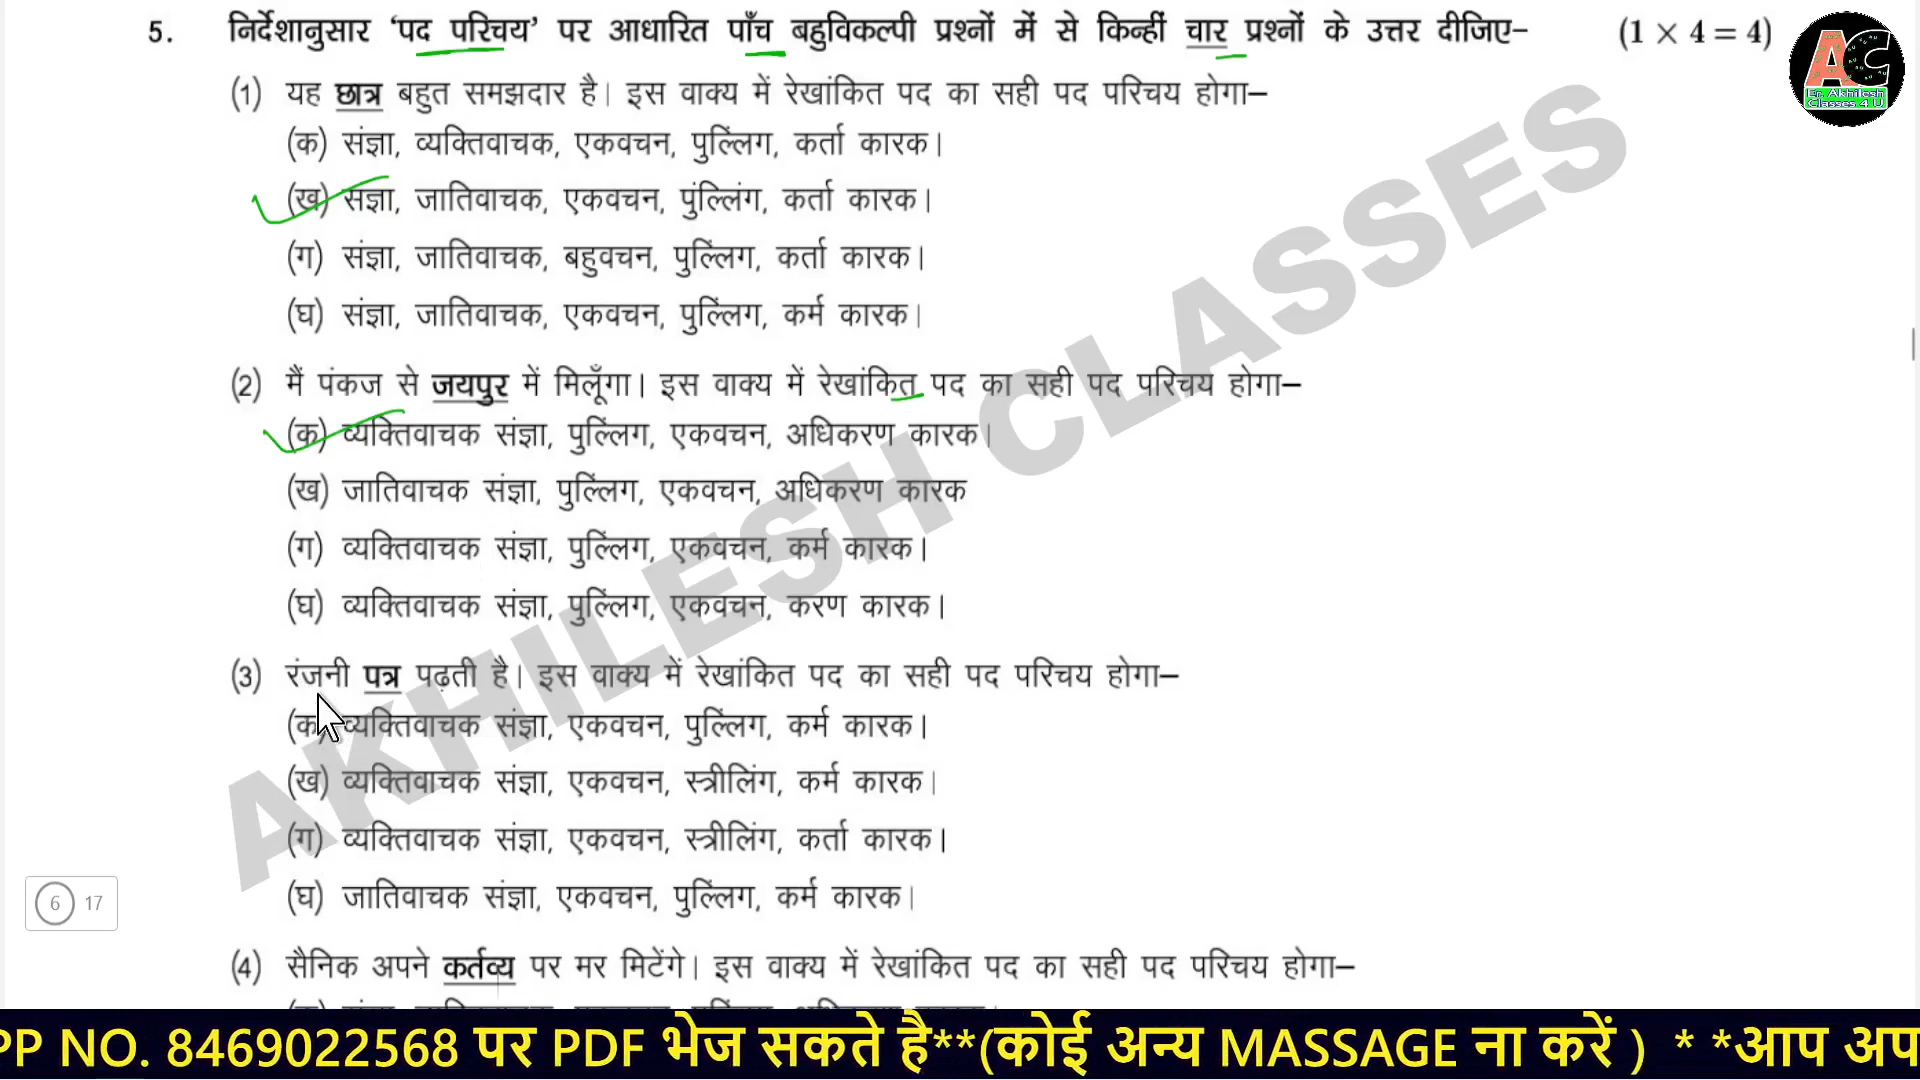 5. निर्देशानुसार ‘पद परिचय’ पर आधारित पाँच बहुविकल्पी प्रश्नों में से किन्हीं चार प्रश्नों के उत्तर दीजिए– (1 × 4 = 4)
AC
Er. Akhilesh
Classes 4 U
(1) यह छात्र बहुत समझदार है। इस वाक्य में रेखांकित पद का सही पद परिचय होगा–
(क) संज्ञा, व्यक्तिवाचक, एकवचन, पुल्लिंग, कर्ता कारक।
(ख) संज्ञा, जातिवाचक, एकवचन, पुंल्लिंग, कर्ता कारक।
(ग) संज्ञा, जातिवाचक, बहुवचन, पुल्लिंग, कर्ता कारक।
(घ) संज्ञा, जातिवाचक, एकवचन, पुल्लिंग, कर्म कारक।
(2) मैं पंकज से जयपुर में मिलूँगा। इस वाक्य में रेखांकित पद का सही पद परिचय होगा–
(क) व्यक्तिवाचक संज्ञा, पुल्लिंग, एकवचन, अधिकरण कारक।
(ख) जातिवाचक संज्ञा, पुल्लिंग, एकवचन, अधिकरण कारक
(ग) व्यक्तिवाचक संज्ञा, पुल्लिंग, एकवचन, कर्म कारक।
(घ) व्यक्तिवाचक संज्ञा, पुल्लिंग, एकवचन, करण कारक।
(3) रंजनी पत्र पढ़ती है। इस वाक्य में रेखांकित पद का सही पद परिचय होगा–
(क) व्यक्तिवाचक संज्ञा, एकवचन, पुल्लिंग, कर्म कारक।
(ख) व्यक्तिवाचक संज्ञा, एकवचन, स्त्रीलिंग, कर्म कारक।
(ग) व्यक्तिवाचक संज्ञा, एकवचन, स्त्रीलिंग, कर्ता कारक।
(घ) जातिवाचक संज्ञा, एकवचन, पुल्लिंग, कर्म कारक।
6 17
(4) सैनिक अपने कर्तव्य पर मर मिटेंगे। इस वाक्य में रेखांकित पद का सही पद परिचय होगा–
AKHILESH CLASSES
PP NO. 8469022568 पर PDF भेज सकते है**(कोई अन्य MASSAGE ना करें ) * *आप अप